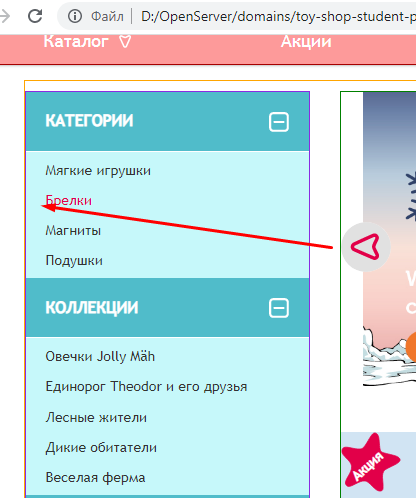 Файл
D:/OpenServer/domains/toy-shop-student-p
Каталог
Акции
КАТЕГОРИИ
Мягкие игрушки
Брелки
Магниты
Подушки
КОЛЛЕКЦИИ
Овечки Jolly Mäh
Единорог Theodor и его друзья
Лесные жители
Дикие обитатели
Веселая ферма
Акция